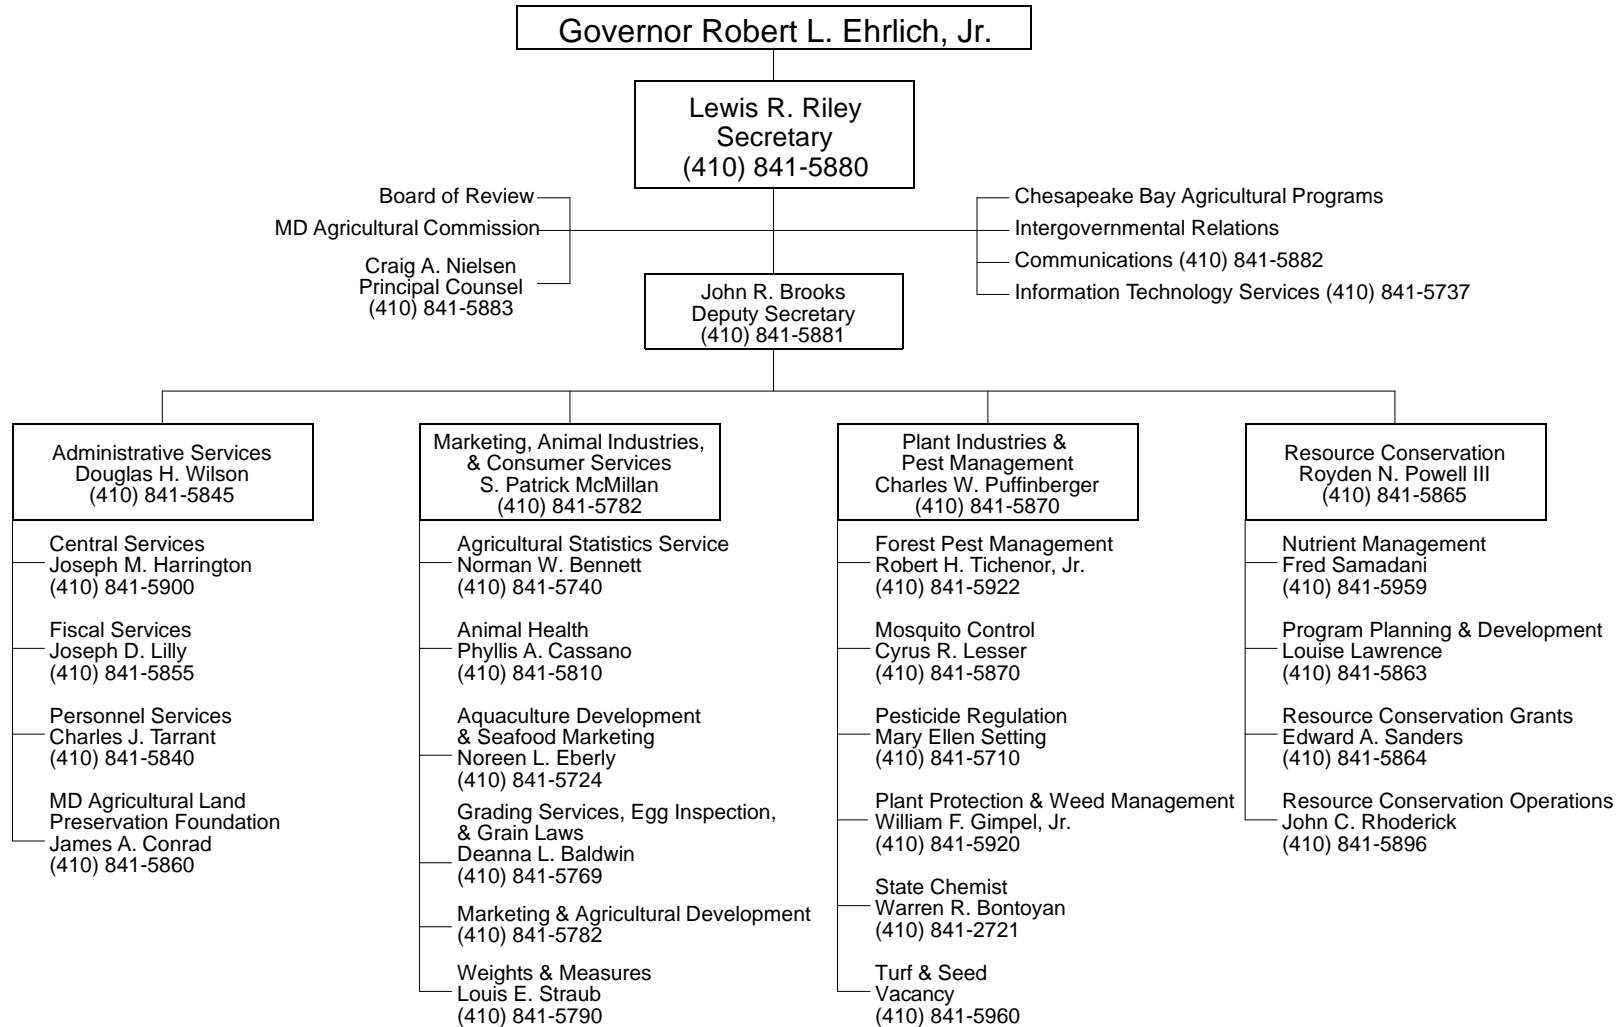 Governor Robert L. Ehrlich, Jr.
Lewis R. Riley
Secretary
(410) 841-5880
Board of Review
MD Agricultural Commission
Craig A. Nielsen
Principal Counsel
(410) 841-5883
Chesapeake Bay Agricultural Programs
Intergovernmental Relations
Communications (410) 841-5882
Information Technology Services (410) 841-5737
John R. Brooks
Deputy Secretary
(410) 841-5881
Administrative Services
Douglas H. Wilson
(410) 841-5845
Central Services
Joseph M. Harrington
(410) 841-5900
Fiscal Services
Joseph D. Lilly
(410) 841-5855
Personnel Services
Charles J. Tarrant
(410) 841-5840
MD Agricultural Land
Preservation Foundation
James A. Conrad
(410) 841-5860
Marketing, Animal Industries,
& Consumer Services
S. Patrick McMillan
(410) 841-5782
Agricultural Statistics Service
Norman W. Bennett
(410) 841-5740
Animal Health
Phyllis A. Cassano
(410) 841-5810
Aquaculture Development
& Seafood Marketing
Noreen L. Eberly
(410) 841-5724
Grading Services, Egg Inspection,
& Grain Laws
Deanna L. Baldwin
(410) 841-5769
Marketing & Agricultural Development
(410) 841-5782
Weights & Measures
Louis E. Straub
(410) 841-5790
Plant Industries &
Pest Management
Charles W. Puffinberger
(410) 841-5870
Forest Pest Management
Robert H. Tichenor, Jr.
(410) 841-5922
Mosquito Control
Cyrus R. Lesser
(410) 841-5870
Pesticide Regulation
Mary Ellen Setting
(410) 841-5710
Plant Protection & Weed Management
William F. Gimpel, Jr.
(410) 841-5920
State Chemist
Warren R. Bontoyan
(410) 841-2721
Turf & Seed
Vacancy
(410) 841-5960
Resource Conservation
Royden N. Powell III
(410) 841-5865
Nutrient Management
Fred Samadani
(410) 841-5959
Program Planning & Development
Louise Lawrence
(410) 841-5863
Resource Conservation Grants
Edward A. Sanders
(410) 841-5864
Resource Conservation Operations
John C. Rhoderick
(410) 841-5896